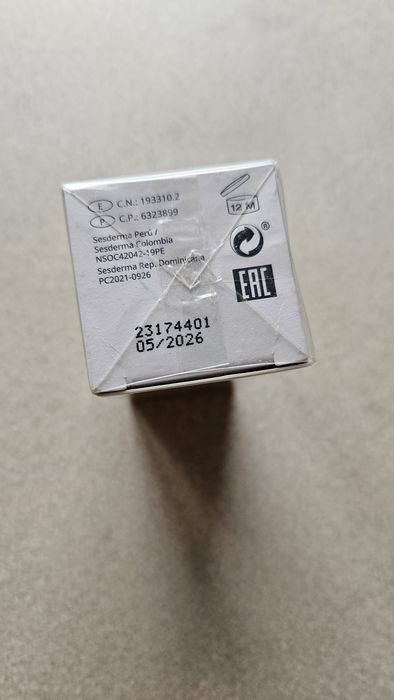 E C.N.: 193310.2
P C.P.: 6323899
Sesderma Perú /
Sesderma Colombia
NSOC42042-19PE
Sesderma Rep. Dominicana
PC2021-0926
12 M
®
EAC
23174401
05/2026